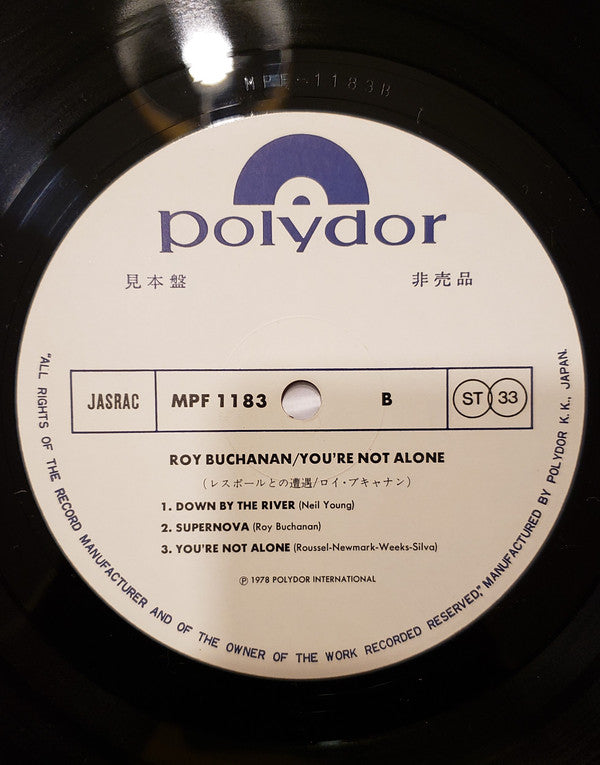 MPF-1183B
polydor
見本盤
非売品
JASRAC
MPF 1183
B
ST 33
ROY BUCHANAN/YOU'RE NOT ALONE
(レスポールとの遭遇/ロイ・ブキャナン)
1. DOWN BY THE RIVER (Neil Young)
2. SUPERNOVA (Roy Buchanan)
3. YOU'RE NOT ALONE (Roussel-Newmark-Weeks-Silva)
℗ 1978 POLYDOR INTERNATIONAL
"ALL RIGHTS OF THE RECORD MANUFACTURER AND OF THE OWNER OF THE WORK RECORDED RESERVED," MANUFACTURED BY POLYDOR K.K., JAPAN.